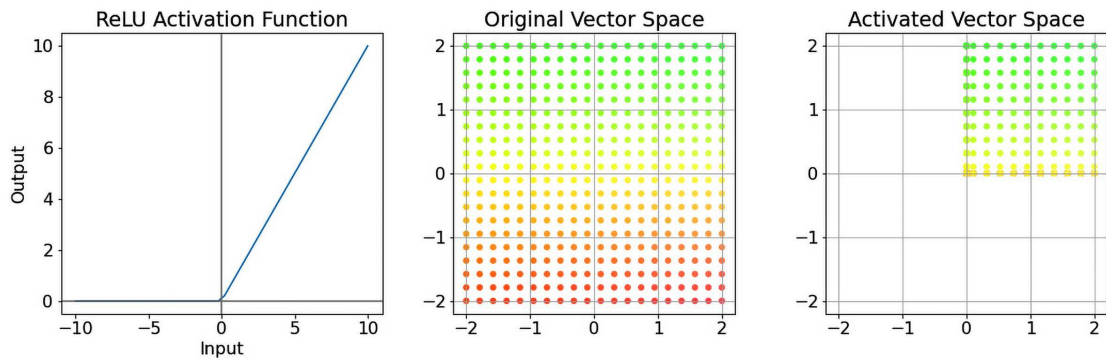 ReLU Activation Function
10
8
6
4
2
0
Output
−10 −5 0 5 10
Input
Original Vector Space
2
1
0
−1
−2
−2 −1 0 1 2
Activated Vector Space
2
1
0
−1
−2
−2 −1 0 1 2